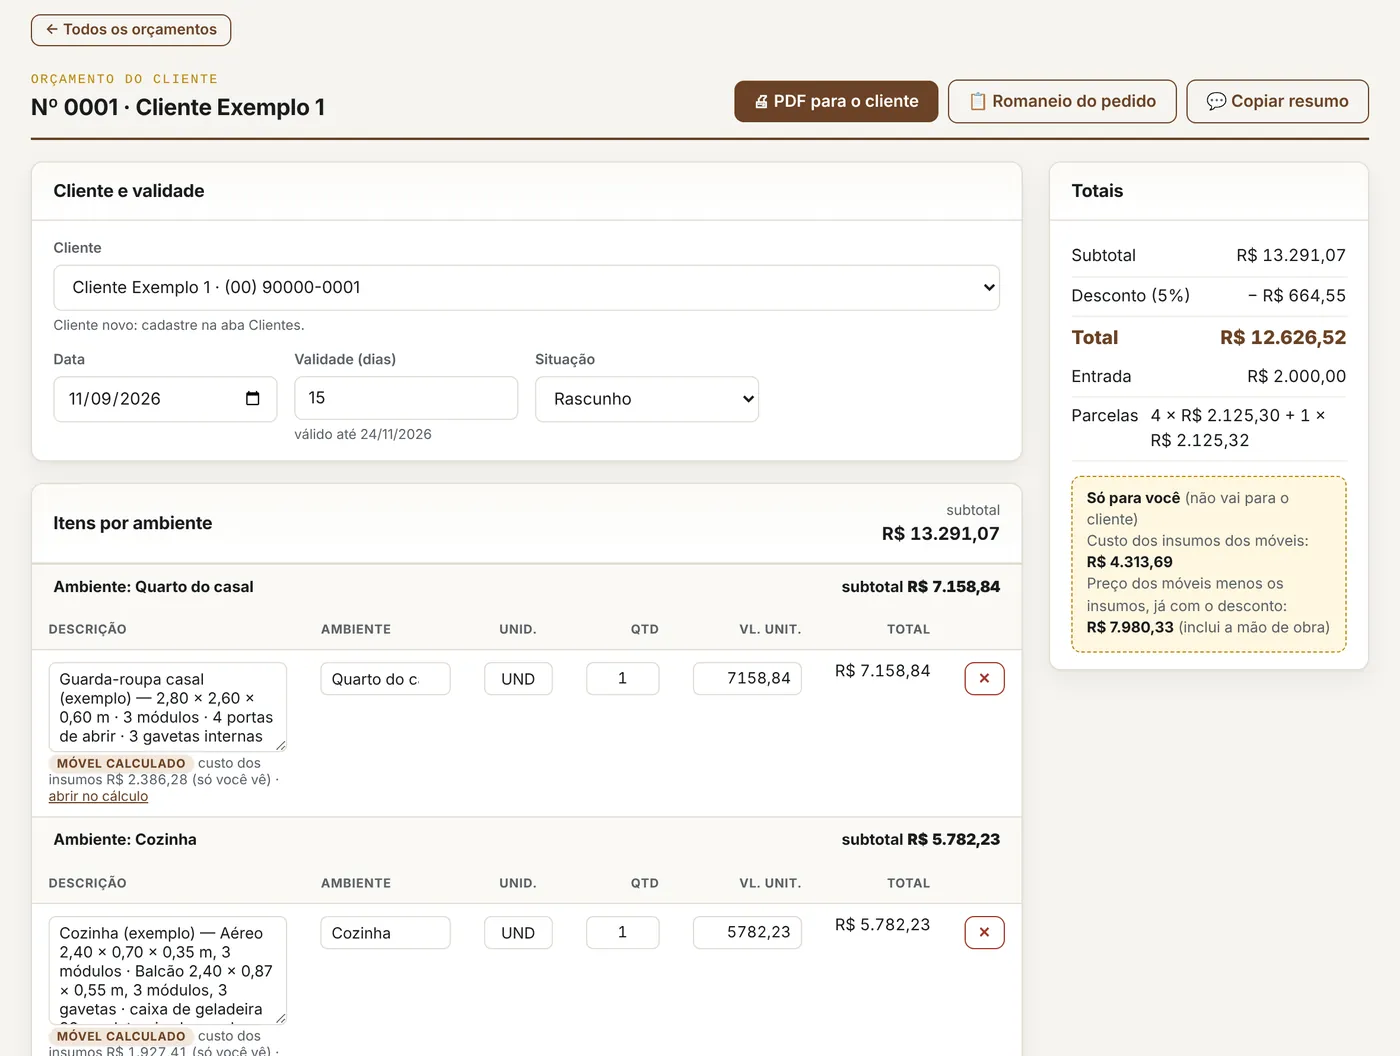 ← Todos os orçamentos
ORÇAMENTO DO CLIENTE
Nº 0001 · Cliente Exemplo 1
PDF para o cliente
Romaneio do pedido
Copiar resumo
Cliente e validade
Cliente
Cliente Exemplo 1 · (00) 90000-0001
Cliente novo: cadastre na aba Clientes.
Data
Validade (dias)
Situação
11/09/2026
15
Rascunho
válido até 24/11/2026
Itens por ambiente
subtotal
R$ 13.291,07
Ambiente: Quarto do casal
subtotal R$ 7.158,84
DESCRIÇÃO AMBIENTE UNID. QTD VL. UNIT. TOTAL
Guarda-roupa casal
(exemplo) — 2,80 × 2,60 ×
0,60 m · 3 módulos · 4 portas
de abrir · 3 gavetas internas
Quarto do c
UND
1
7158,84
R$ 7.158,84
×
MÓVEL CALCULADO custo dos
insumos R$ 2.386,28 (só você vê) ·
abrir no cálculo
Ambiente: Cozinha
subtotal R$ 5.782,23
DESCRIÇÃO AMBIENTE UNID. QTD VL. UNIT. TOTAL
Cozinha (exemplo) — Aéreo
2,40 × 0,70 × 0,35 m, 3
módulos · Balcão 2,40 × 0,87
× 0,55 m, 3 módulos, 3
gavetas · caixa de geladeira
Cozinha
UND
1
5782,23
R$ 5.782,23
×
MÓVEL CALCULADO custo dos
insumos R$ 1.927,41 (só você vê) ·
Totais
Subtotal R$ 13.291,07
Desconto (5%) − R$ 664,55
Total R$ 12.626,52
Entrada R$ 2.000,00
Parcelas 4 × R$ 2.125,30 + 1 ×
R$ 2.125,32
Só para você (não vai para o
cliente)
Custo dos insumos dos móveis:
R$ 4.313,69
Preço dos móveis menos os
insumos, já com o desconto:
R$ 7.980,33 (inclui a mão de obra)